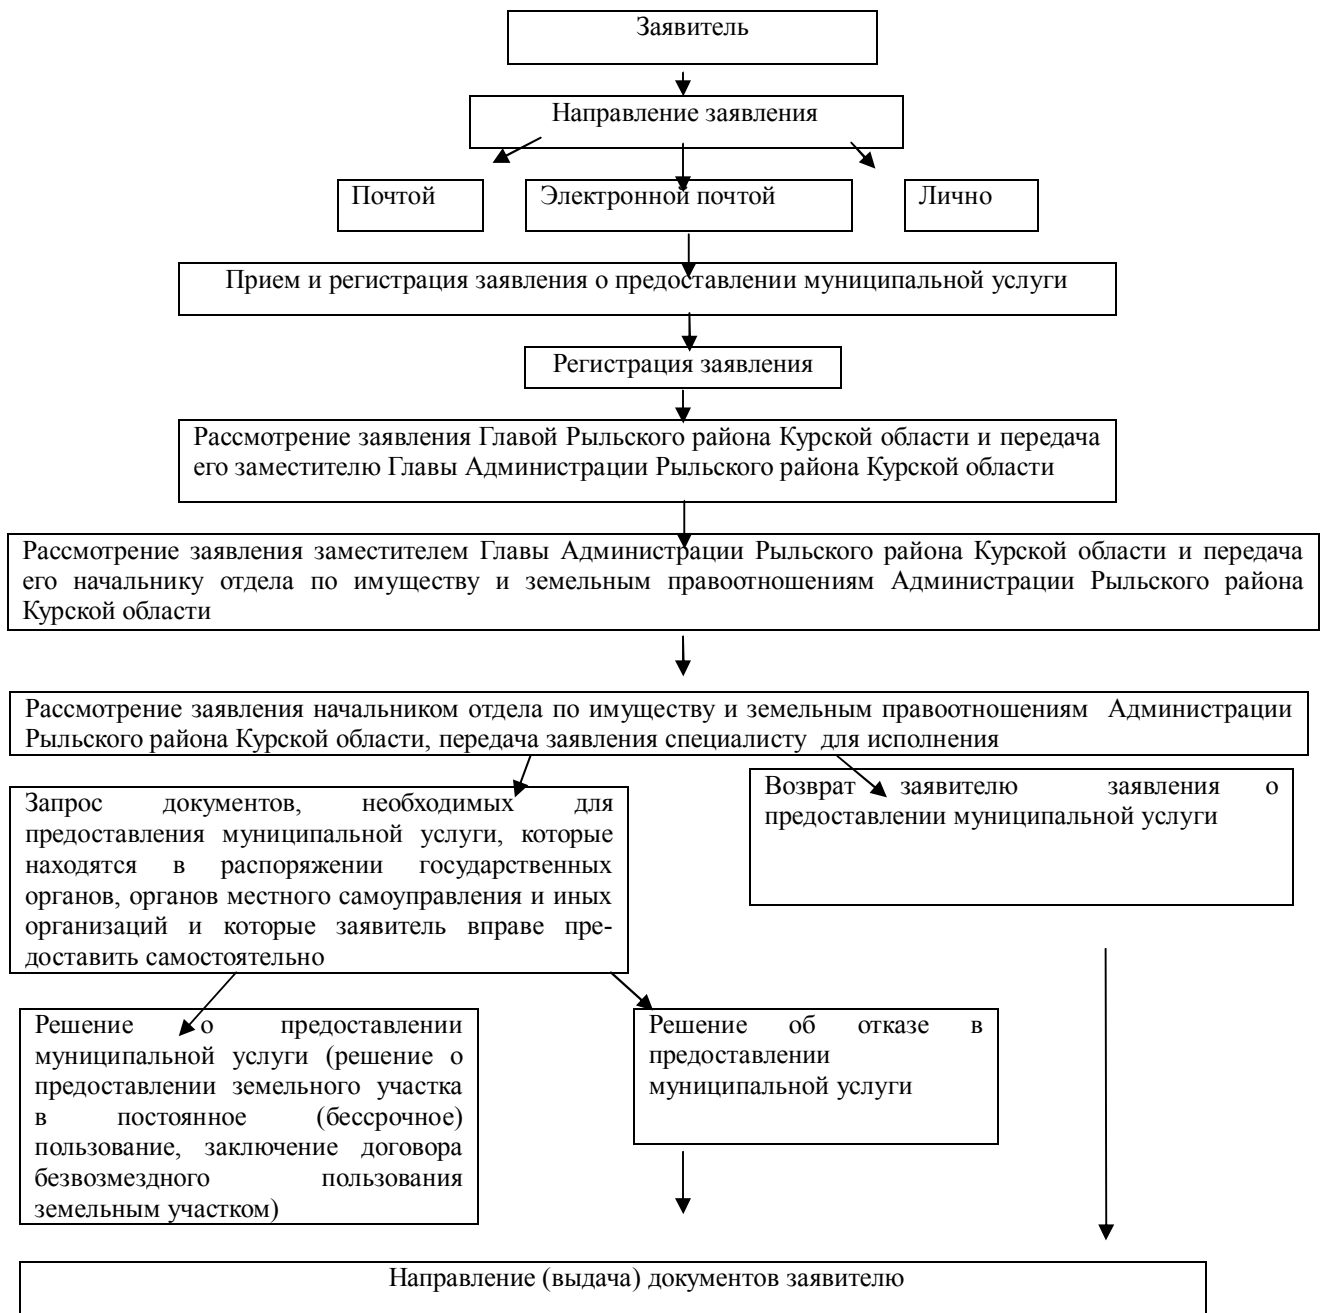 Заявитель
Направление заявления
Почтой
Электронной почтой
Лично
Прием и регистрация заявления о предоставлении муниципальной услуги
Регистрация заявления
Рассмотрение заявления Главой Рыльского района Курской области и передача
его заместителю Главы Администрации Рыльского района Курской области
Рассмотрение заявления заместителем Главы Администрации Рыльского района Курской области и передача
его начальнику отдела по имуществу и земельным правоотношениям Администрации Рыльского района
Курской области
Рассмотрение заявления начальником отдела по имуществу и земельным правоотношениям Администрации
Рыльского района Курской области, передача заявления специалисту для исполнения
Запрос документов, необходимых для
предоставления муниципальной услуги, которые
находятся в распоряжении государственных
органов, органов местного самоуправления и иных
организаций и которые заявитель вправе пре-
доставить самостоятельно
Возврат заявителю заявления о
предоставлении муниципальной услуги
Решение о предоставлении
муниципальной услуги (решение о
предоставлении земельного участка
в постоянное (бессрочное)
пользование, заключение договора
безвозмездного пользования
земельным участком)
Решение об отказе в
предоставлении
муниципальной услуги
Направление (выдача) документов заявителю